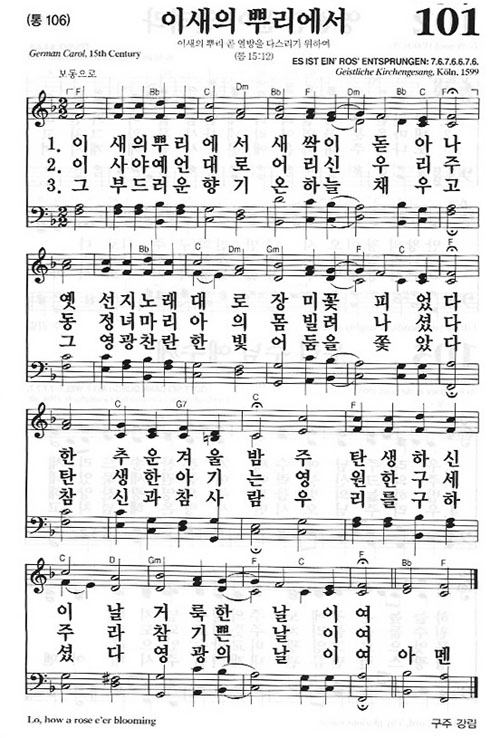 (통 106)
이새의 뿌리에서
101
이새의 뿌리 곧 열방을 다스리기 위하여
(롬 15:12)
German Carol, 15th Century
ES IST EIN' ROS' ENTSPRUNGEN: 7.6.7.6.6.7.6.
Geistliche Kirchengesang, Köln. 1599
보통으로
F Bb C Dm Bb F Dm C F
1. 이 새의뿌리에서 새싹이 돋아나
2. 이 사야예언대로 어리신 우리주
3. 그 부드러운향기 온하늘 채우고
Bb C Dm Gm F C F
옛 선지노래대로 장미꽃 피었다
동 정녀마리아의 몸빌려 나셨다
그 영광찬란한빛 어둠을 쫓았다
F C G7 C F
한 추운겨울밤 주탄생하신
탄 생한아기는 영원한구세
참 신과참사람 우리를구하
C D Gm F C F Bb F
이 날거룩한날이여
주 라참기쁜날이여
셨 다영광의날이여 아멘
Lo, how a rose e'er blooming
구주 강림